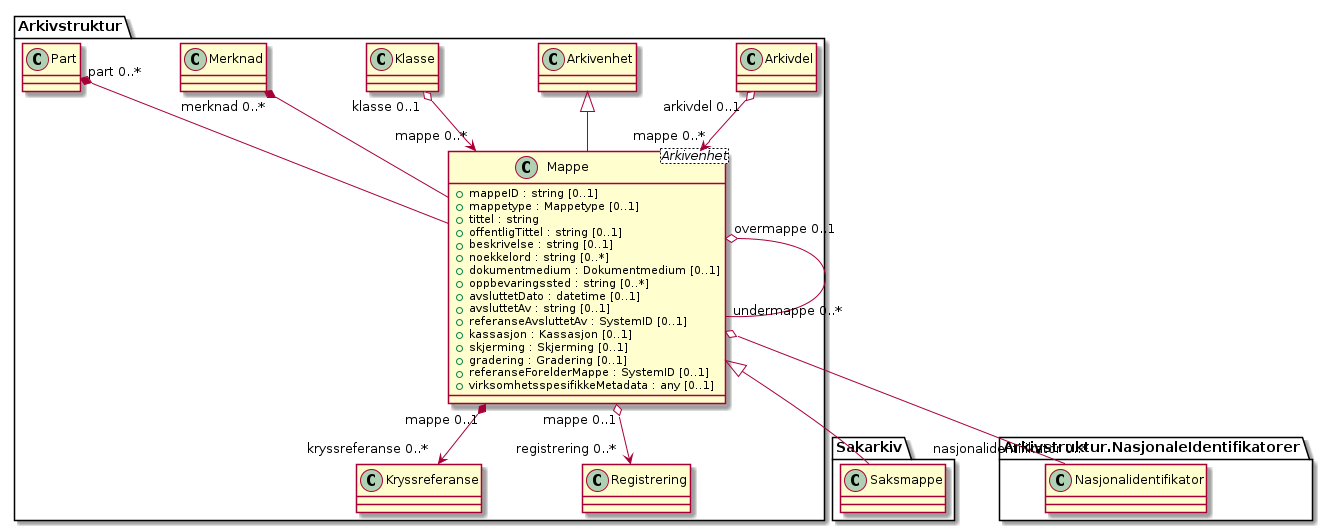 Arkivstruktur
C Part
C Merknad
C Klasse
C Arkivenhet
C Arkivdel
part 0..*
merknad 0..*
klasse 0..1
arkivdel 0..1
mappe 0..*
mappe 0..*
C Mappe
Arkivenhet
mappeID : string [0..1]
mappetype : Mappetype [0..1]
tittel : string
offentligTittel : string [0..1]
beskrivelse : string [0..1]
noekkelord : string [0..*]
dokumentmedium : Dokumentmedium [0..1]
oppbevaringssted : string [0..*]
avsluttetDato : datetime [0..1]
avsluttetAv : string [0..1]
referanseAvsluttetAv : SystemID [0..1]
kassasjon : Kassasjon [0..1]
skjerming : Skjerming [0..1]
gradering : Gradering [0..1]
referanseForelderMappe : SystemID [0..1]
virksomhetsspesifikkeMetadata : any [0..1]
overmappe 0..1
undermappe 0..*
mappe 0..1
mappe 0..1
kryssreferanse 0..*
registrering 0..*
nasjonalidentifikator 0..*
Sakarkiv
Arkivstruktur.NasjonaleIdentifikatorer
C Kryssreferanse
C Registrering
C Saksmappe
C Nasjonalidentifikator